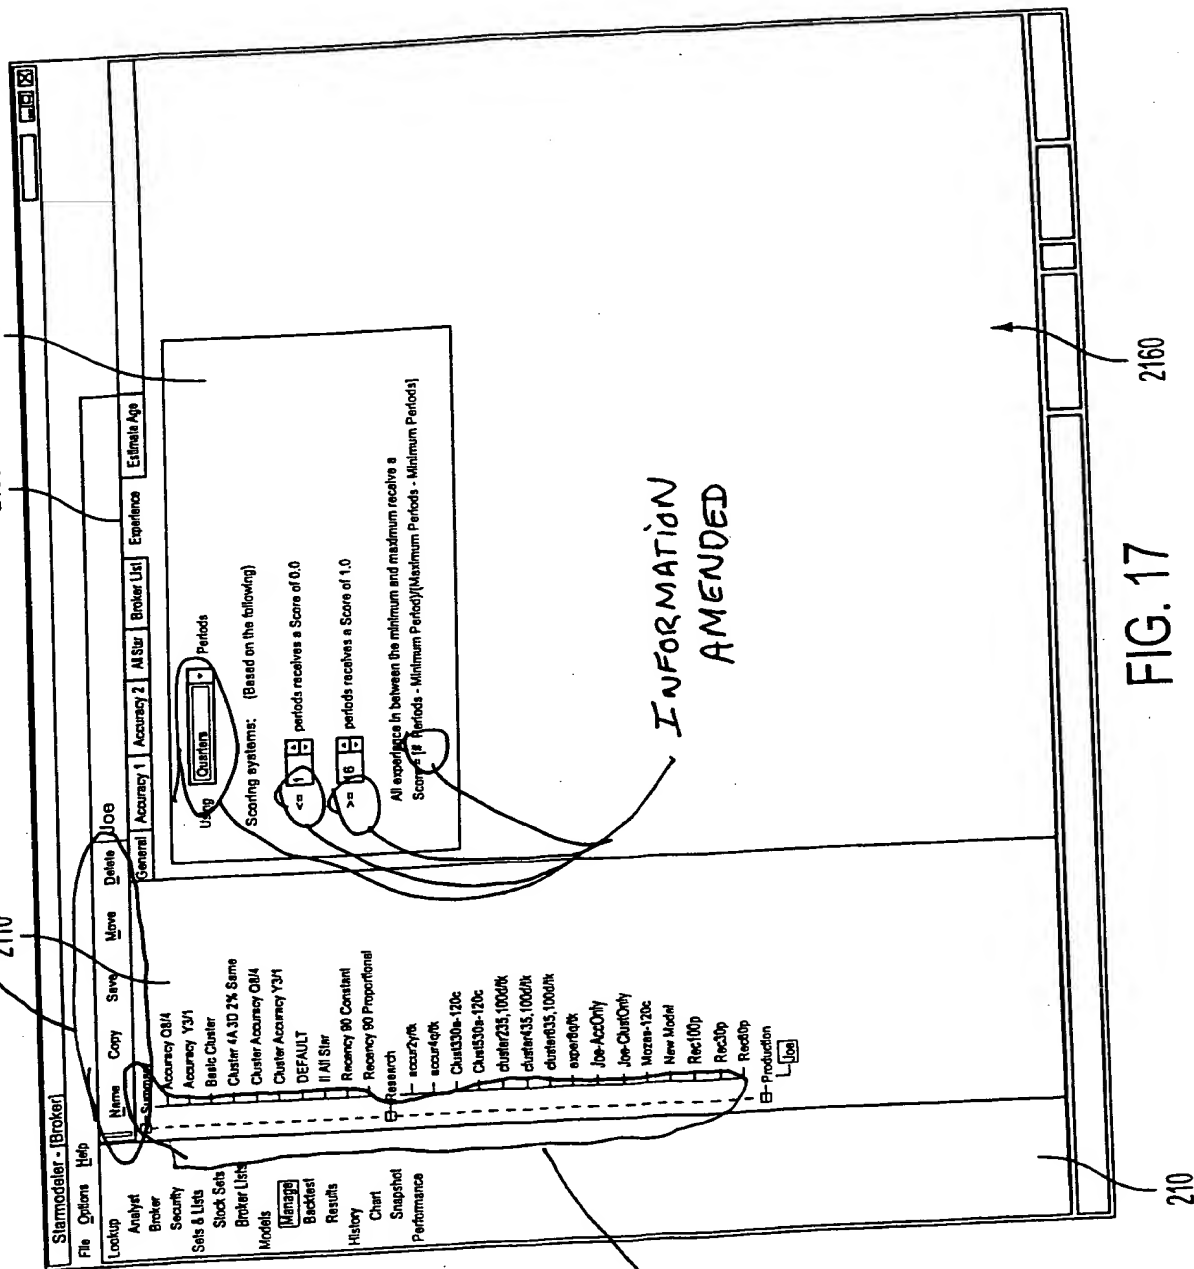 Starmodeler - [Broker]
File Options Help
Lookup
Analyst
Broker
Security
Sets & Lists
Stock Sets
Broker Lists
Models
Manage
Backtest
Results
History
Chart
Snapshot
Performance
Name Copy Save Move Delete Joe
Accuracy Q8/4
Accuracy Y3/1
Basic Cluster
Cluster 4A 3D 2% Same
Cluster Accuracy Q8/4
Cluster Accuracy Y3/1
DEFAULT
II All Star
Recency 90 Constant
Recency 90 Proportional
Research
accur2yr/tk
accur4q/tk
Clust330s-120c
Clust530s-120c
cluster235,100d/tk
cluster435,100d/tk
cluster635,100d/tk
exper8q/tk
Joe-AccOnly
Joe-ClustOnly
Mozes-120c
New Model
Rec100p
Rec30p
Rec60p
Production
Joe
General Accuracy 1 Accuracy 2 All Star Broker List Experience Estimate Age
Using Quarters Periods
Scoring systems: (Based on the following)
<= 1 periods receives a Score of 0.0
>= 16 periods receives a Score of 1.0
All experience in between the minimum and maximum receive a
Score = [# Periods - Minimum Period)/(Maximum Periods - Minimum Periods]
INFORMATION
AMENDED
2110
2160
210
FIG. 17